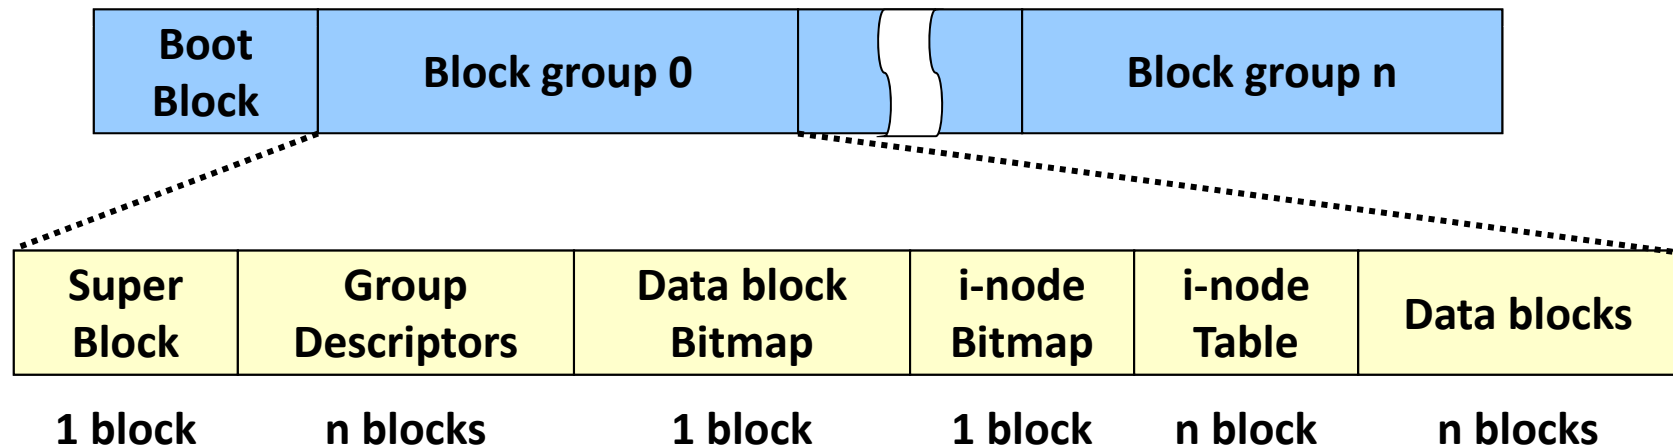 Boot
Block
Block group 0
Block group n
Super
Block
Group
Descriptors
Data block
Bitmap
i-node
Bitmap
i-node
Table
Data blocks
1 block
n blocks
1 block
1 block
n block
n blocks